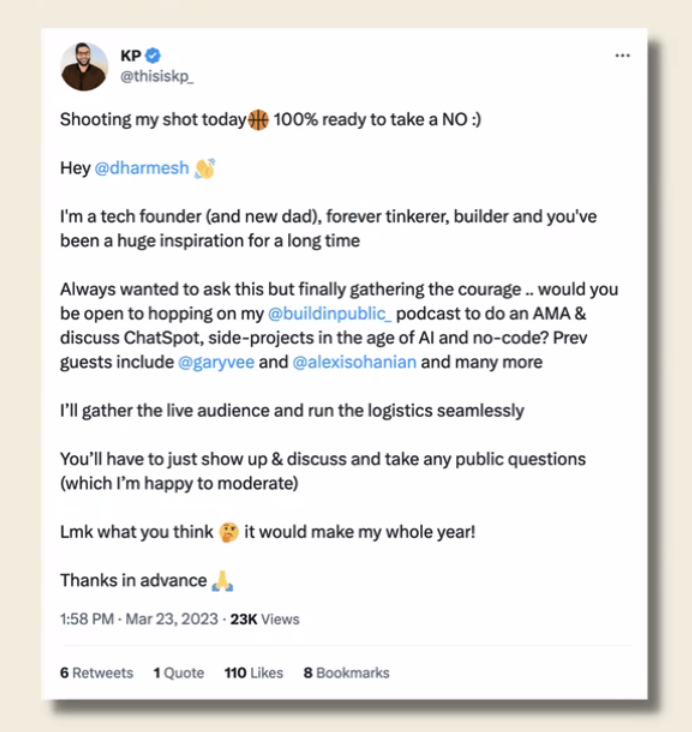 KP
@thisiskp_
Shooting my shot today🏀 100% ready to take a NO :)
Hey @dharmesh 👋
I'm a tech founder (and new dad), forever tinkerer, builder and you've
been a huge inspiration for a long time
Always wanted to ask this but finally gathering the courage .. would you
be open to hopping on my @buildinpublic_ podcast to do an AMA &
discuss ChatSpot, side-projects in the age of AI and no-code? Prev
guests include @garyvee and @alexisohanian and many more
I’ll gather the live audience and run the logistics seamlessly
You’ll have to just show up & discuss and take any public questions
(which I’m happy to moderate)
Lmk what you think 🤔 it would make my whole year!
Thanks in advance 🙏
1:58 PM · Mar 23, 2023 · 23K Views
6 Retweets 1 Quote 110 Likes 8 Bookmarks